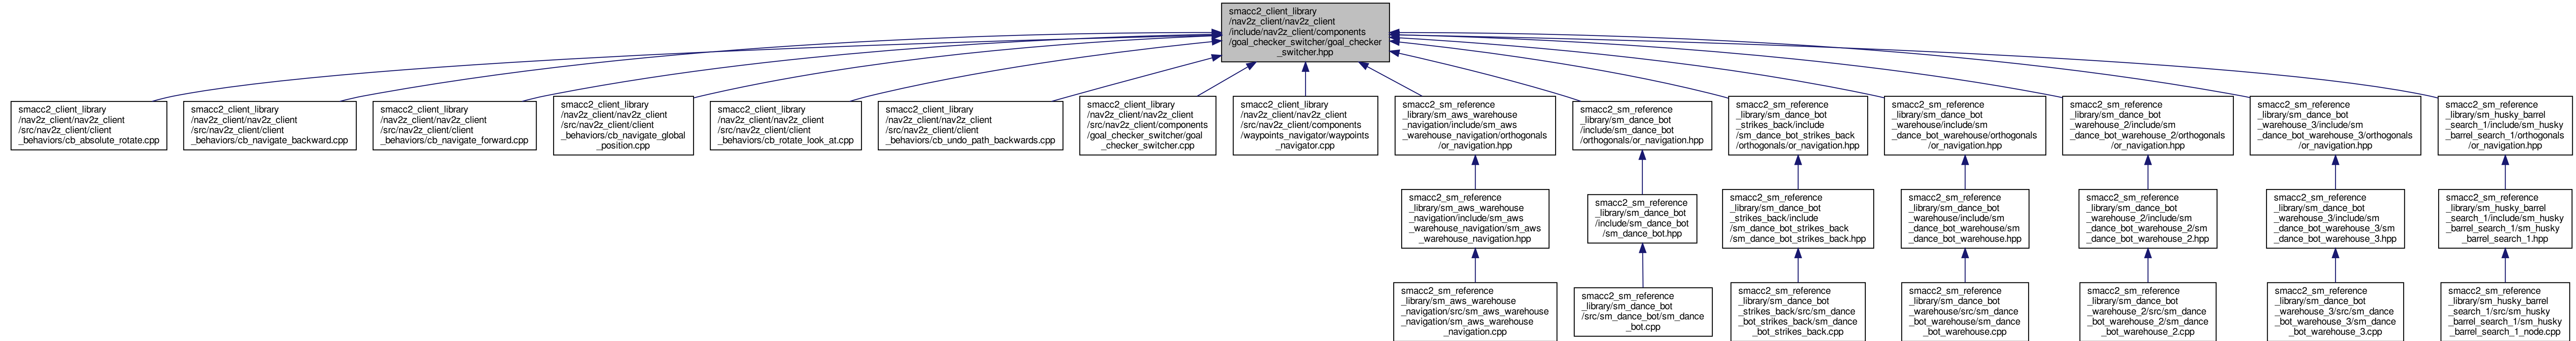 smacc2_client_library
/nav2z_client/nav2z_client
/include/nav2z_client/components
/goal_checker_switcher/goal_checker
_switcher.hpp
smacc2_client_library
/nav2z_client/nav2z_client
/src/nav2z_client/client
_behaviors/cb_absolute_rotate.cpp
smacc2_client_library
/nav2z_client/nav2z_client
/src/nav2z_client/client
_behaviors/cb_navigate_backward.cpp
smacc2_client_library
/nav2z_client/nav2z_client
/src/nav2z_client/client
_behaviors/cb_navigate_forward.cpp
smacc2_client_library
/nav2z_client/nav2z_client
/src/nav2z_client/client
_behaviors/cb_navigate_global
_position.cpp
smacc2_client_library
/nav2z_client/nav2z_client
/src/nav2z_client/client
_behaviors/cb_rotate_look_at.cpp
smacc2_client_library
/nav2z_client/nav2z_client
/src/nav2z_client/client
_behaviors/cb_undo_path_backwards.cpp
smacc2_client_library
/nav2z_client/nav2z_client
/src/nav2z_client/components
/goal_checker_switcher/goal
_checker_switcher.cpp
smacc2_client_library
/nav2z_client/nav2z_client
/src/nav2z_client/components
/waypoints_navigator/waypoints
_navigator.cpp
smacc2_sm_reference
_library/sm_aws_warehouse
_navigation/include/sm_aws
_warehouse_navigation/orthogonals
/or_navigation.hpp
smacc2_sm_reference
_library/sm_dance_bot
/include/sm_dance_bot
/orthogonals/or_navigation.hpp
smacc2_sm_reference
_library/sm_dance_bot
_strikes_back/include
/sm_dance_bot_strikes_back
/orthogonals/or_navigation.hpp
smacc2_sm_reference
_library/sm_dance_bot
_warehouse/include/sm
_dance_bot_warehouse/orthogonals
/or_navigation.hpp
smacc2_sm_reference
_library/sm_dance_bot
_warehouse_2/include/sm
_dance_bot_warehouse_2/orthogonals
/or_navigation.hpp
smacc2_sm_reference
_library/sm_dance_bot
_warehouse_3/include/sm
_dance_bot_warehouse_3/orthogonals
/or_navigation.hpp
smacc2_sm_reference
_library/sm_husky_barrel
_search_1/include/sm_husky
_barrel_search_1/orthogonals
/or_navigation.hpp
smacc2_sm_reference
_library/sm_aws_warehouse
_navigation/include/sm_aws
_warehouse_navigation/sm_aws
_warehouse_navigation.hpp
smacc2_sm_reference
_library/sm_dance_bot
/include/sm_dance_bot
/sm_dance_bot.hpp
smacc2_sm_reference
_library/sm_dance_bot
_strikes_back/include
/sm_dance_bot_strikes_back
/sm_dance_bot_strikes_back.hpp
smacc2_sm_reference
_library/sm_dance_bot
_warehouse/include/sm
_dance_bot_warehouse/sm
_dance_bot_warehouse.hpp
smacc2_sm_reference
_library/sm_dance_bot
_warehouse_2/include/sm
_dance_bot_warehouse_2/sm
_dance_bot_warehouse_2.hpp
smacc2_sm_reference
_library/sm_dance_bot
_warehouse_3/include/sm
_dance_bot_warehouse_3/sm
_dance_bot_warehouse_3.hpp
smacc2_sm_reference
_library/sm_husky_barrel
_search_1/include/sm_husky
_barrel_search_1/sm_husky
_barrel_search_1.hpp
smacc2_sm_reference
_library/sm_aws_warehouse
_navigation/src/sm_aws_warehouse
_navigation/sm_aws_warehouse
_navigation.cpp
smacc2_sm_reference
_library/sm_dance_bot
/src/sm_dance_bot/sm_dance
_bot.cpp
smacc2_sm_reference
_library/sm_dance_bot
_strikes_back/src/sm_dance
_bot_strikes_back/sm_dance
_bot_strikes_back.cpp
smacc2_sm_reference
_library/sm_dance_bot
_warehouse/src/sm_dance
_bot_warehouse/sm_dance
_bot_warehouse.cpp
smacc2_sm_reference
_library/sm_dance_bot
_warehouse_2/src/sm_dance
_bot_warehouse_2/sm_dance
_bot_warehouse_2.cpp
smacc2_sm_reference
_library/sm_dance_bot
_warehouse_3/src/sm_dance
_bot_warehouse_3/sm_dance
_bot_warehouse_3.cpp
smacc2_sm_reference
_library/sm_husky_barrel
_search_1/src/sm_husky
_barrel_search_1/sm_husky
_barrel_search_1_node.cpp